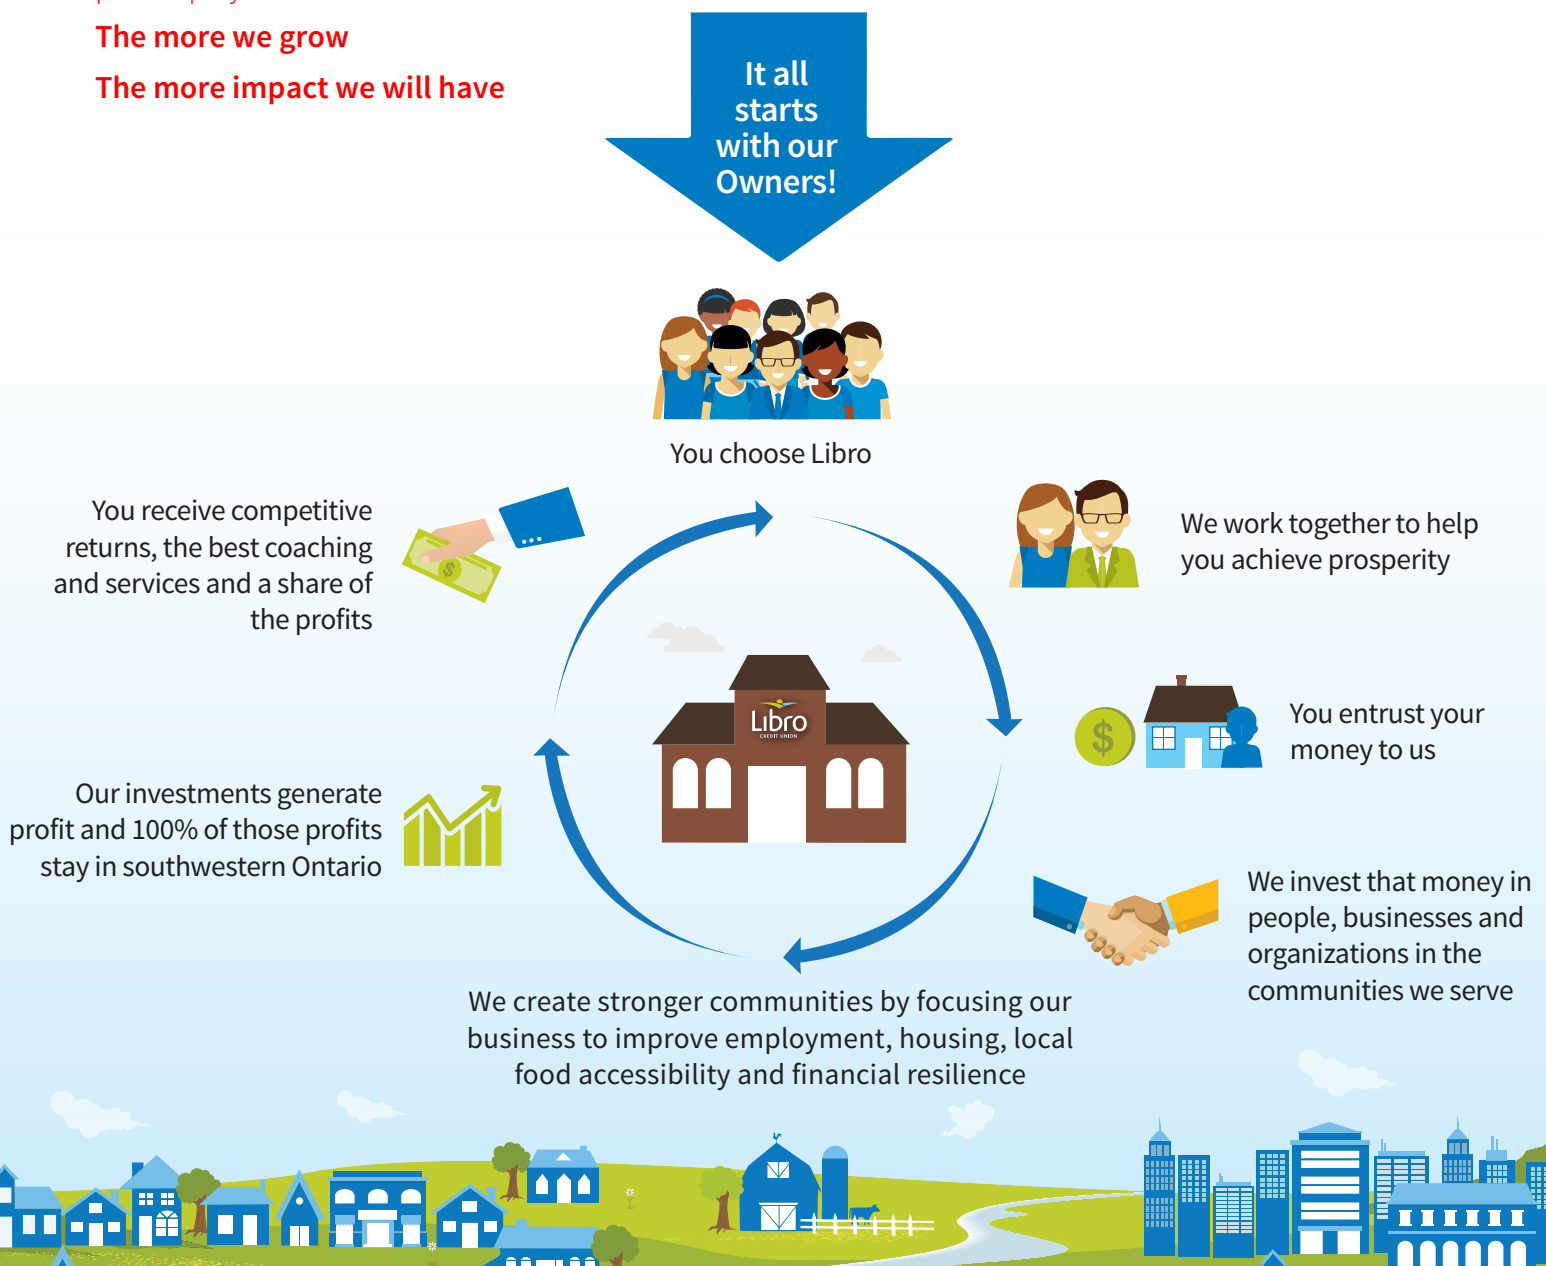 The more we grow
The more impact we will have
It all
starts
with our
Owners!
You choose Libro
You receive competitive
returns, the best coaching
and services and a share of
the profits
We work together to help
you achieve prosperity
You entrust your
money to us
Libro
CREDIT UNION
Our investments generate
profit and 100% of those profits
stay in southwestern Ontario
We invest that money in
people, businesses and
organizations in the
communities we serve
We create stronger communities by focusing our
business to improve employment, housing, local
food accessibility and financial resilience